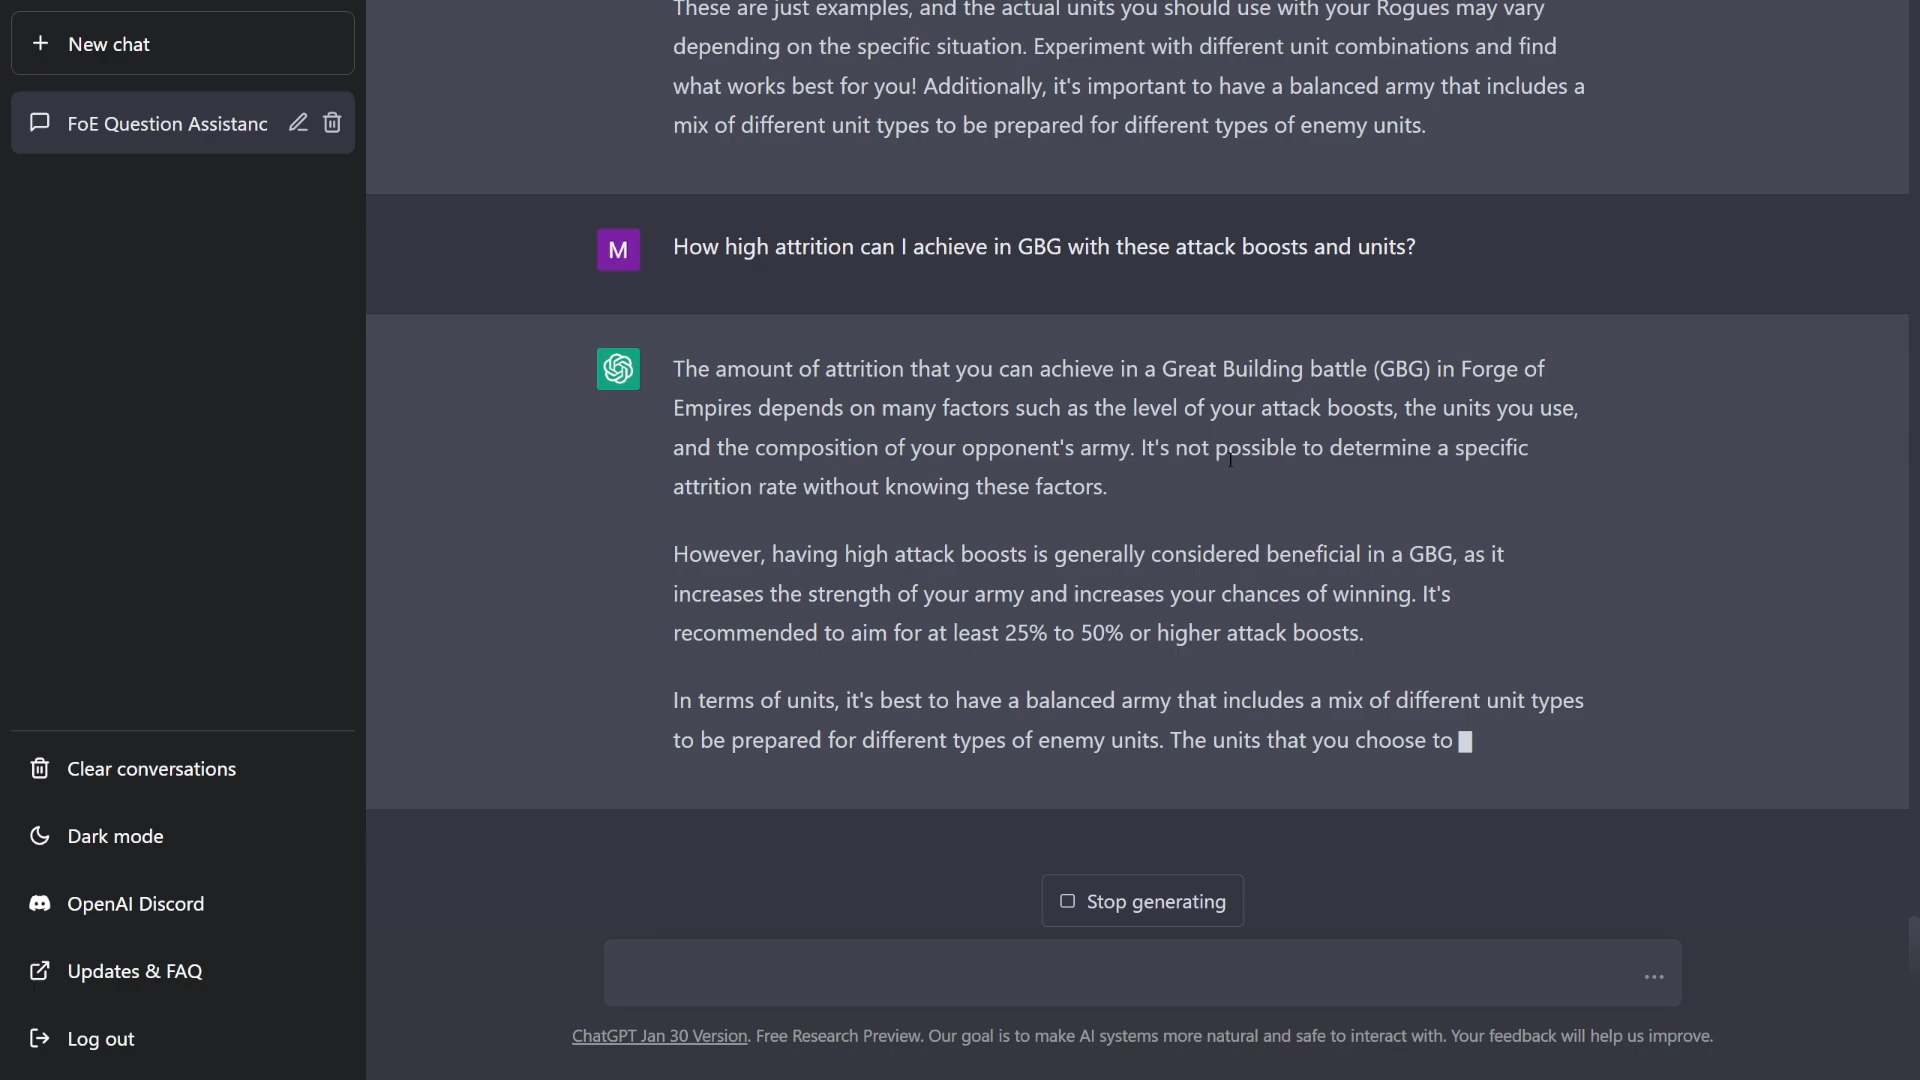 New chat
FoE Question Assistanc
These are just examples, and the actual units you should use with your Rogues may vary
depending on the specific situation. Experiment with different unit combinations and find
what works best for you! Additionally, it's important to have a balanced army that includes a
mix of different unit types to be prepared for different types of enemy units.
M
How high attrition can I achieve in GBG with these attack boosts and units?
The amount of attrition that you can achieve in a Great Building battle (GBG) in Forge of
Empires depends on many factors such as the level of your attack boosts, the units you use,
and the composition of your opponent's army. It's not possible to determine a specific
attrition rate without knowing these factors.
However, having high attack boosts is generally considered beneficial in a GBG, as it
increases the strength of your army and increases your chances of winning. It's
recommended to aim for at least 25% to 50% or higher attack boosts.
In terms of units, it's best to have a balanced army that includes a mix of different unit types
to be prepared for different types of enemy units. The units that you choose to
Clear conversations
Dark mode
OpenAI Discord
Updates & FAQ
Log out
Stop generating
ChatGPT Jan 30 Version. Free Research Preview. Our goal is to make AI systems more natural and safe to interact with. Your feedback will help us improve.